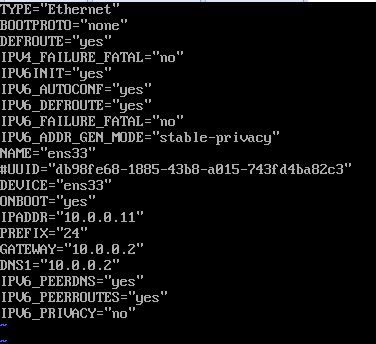 TYPE="Ethernet"
BOOTPROTO="none"
DEFROUTE="yes"
IPV4_FAILURE_FATAL="no"
IPV6INIT="yes"
IPV6_AUTOCONF="yes"
IPV6_DEFROUTE="yes"
IPV6_FAILURE_FATAL="no"
IPV6_ADDR_GEN_MODE="stable-privacy"
NAME="ens33"
#UUID="db98fe68-1885-43b8-a015-743fd4ba82c3"
DEVICE="ens33"
ONBOOT="yes"
IPADDR="10.0.0.11"
PREFIX="24"
GATEWAY="10.0.0.2"
DNS1="10.0.0.2"
IPV6_PEERDNS="yes"
IPV6_PEERROUTES="yes"
IPV6_PRIVACY="no"
~
~